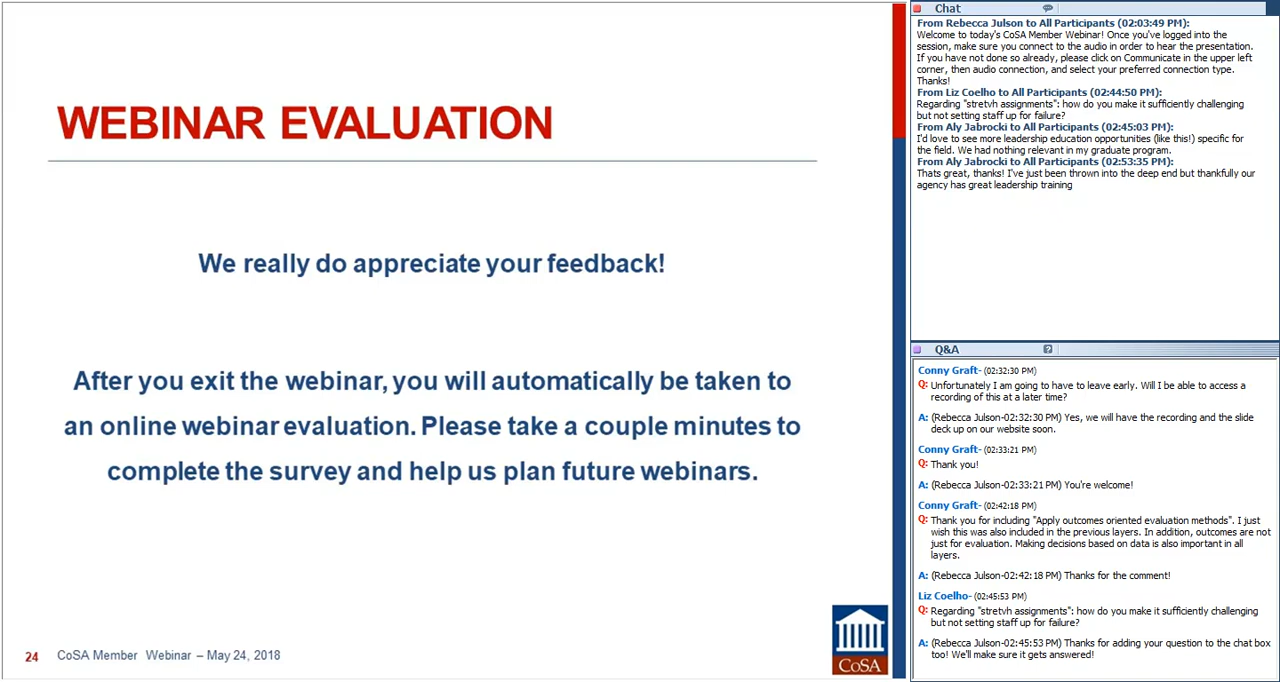 WEBINAR EVALUATION
We really do appreciate your feedback!
After you exit the webinar, you will automatically be taken to
an online webinar evaluation. Please take a couple minutes to
complete the survey and help us plan future webinars.
24 CoSA Member Webinar – May 24, 2018
CoSA
Chat
From Rebecca Julson to All Participants (02:03:49 PM):
Welcome to today's CoSA Member Webinar! Once you've logged into the
session, make sure you connect to the audio in order to hear the presentation.
If you have not done so already, please click on Communicate in the upper left
corner, then audio connection, and select your preferred connection type.
Thanks!
From Liz Coelho to All Participants (02:44:50 PM):
Regarding "stretvh assignments": how do you make it sufficiently challenging
but not setting staff up for failure?
From Aly Jabrocki to All Participants (02:45:03 PM):
I'd love to see more leadership education opportunities (like this!) specific for
the field. We had nothing relevant in my graduate program.
From Aly Jabrocki to All Participants (02:53:35 PM):
Thats great, thanks! I've just been thrown into the deep end but thankfully our
agency has great leadership training
Q&A
Conny Graft- (02:32:30 PM)
Q: Unfortunately I am going to have to leave early. Will I be able to access a
recording of this at a later time?
A: (Rebecca Julson-02:32:30 PM) Yes, we will have the recording and the slide
deck up on our website soon.
Conny Graft- (02:33:21 PM)
Q: Thank you!
A: (Rebecca Julson-02:33:21 PM) You're welcome!
Conny Graft- (02:42:18 PM)
Q: Thank you for including "Apply outcomes oriented evaluation methods". I just
wish this was also included in the previous layers. In addition, outcomes are not
just for evaluation. Making decisions based on data is also important in all
layers.
A: (Rebecca Julson-02:42:18 PM) Thanks for the comment!
Liz Coelho- (02:45:53 PM)
Q: Regarding "stretvh assignments": how do you make it sufficiently challenging
but not setting staff up for failure?
A: (Rebecca Julson-02:45:53 PM) Thanks for adding your question to the chat box
too! We'll make sure it gets answered!